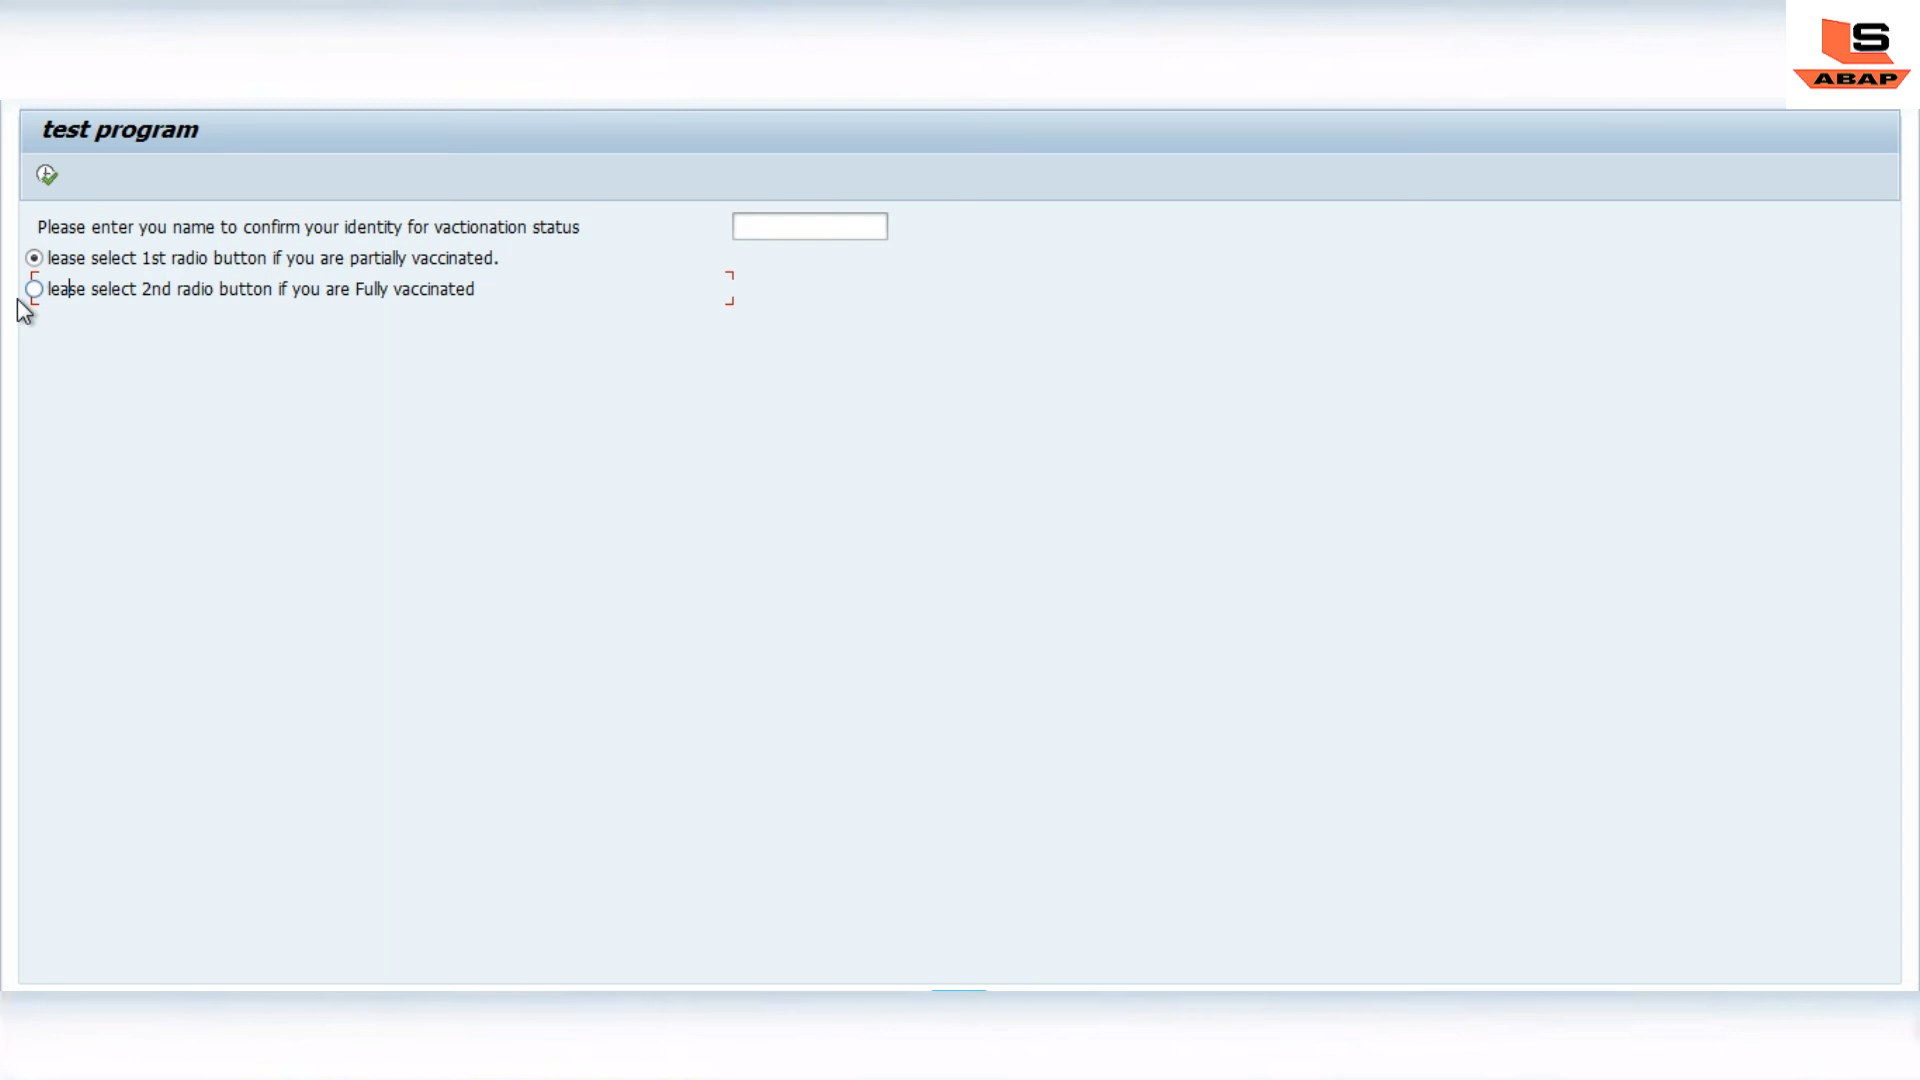 LS
ABAP
test program
Please enter you name to confirm your identity for vactionation status
lease select 1st radio button if you are partially vaccinated.
lease select 2nd radio button if you are Fully vaccinated